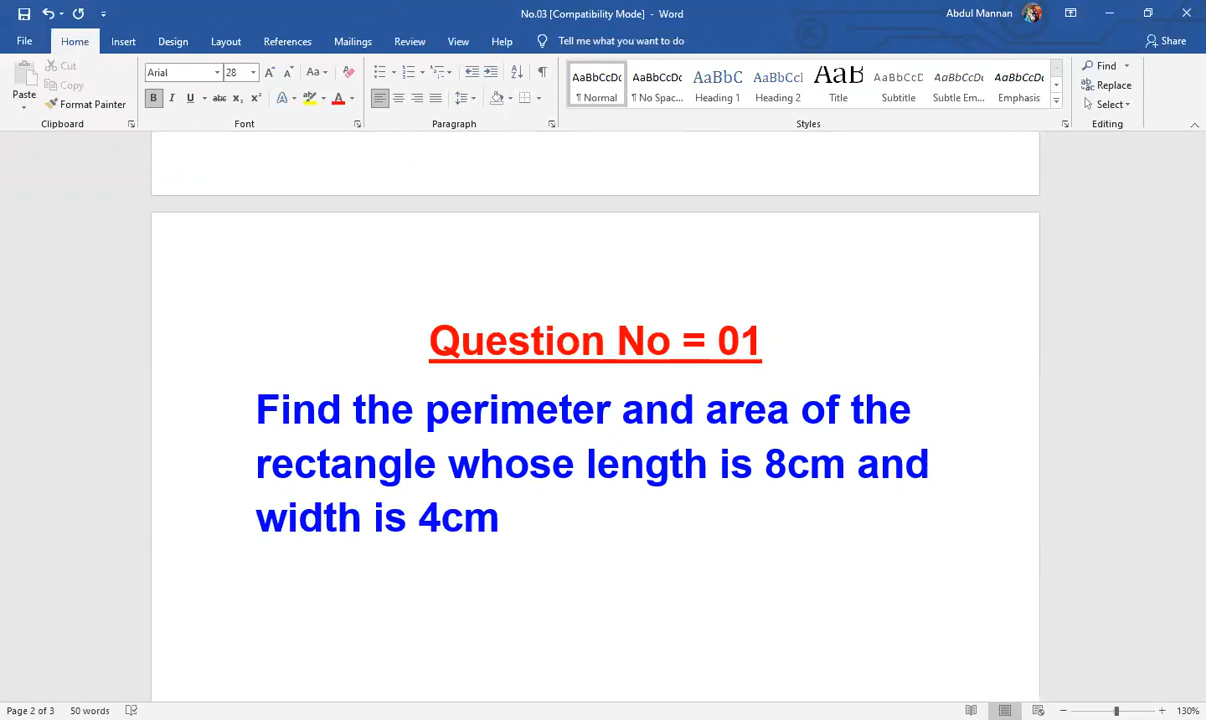 No.03 [Compatibility Mode] - Word
Abdul Mannan
File Home Insert Design Layout References Mailings Review View Help Tell me what you want to do Share
Paste
Cut
Copy
Format Painter
Clipboard
Arial 28
Font
Paragraph
AaBbCcDc AaBbCcDc AaBbC AaBbCcI AaB AaBbCcD AaBbCcD AaBbCcDc
¶ Normal ¶ No Spac... Heading 1 Heading 2 Title Subtitle Subtle Em... Emphasis
Styles
Find
Replace
Select
Editing
Question No = 01
Find the perimeter and area of the
rectangle whose length is 8cm and
width is 4cm
Page 2 of 3 50 words 130%